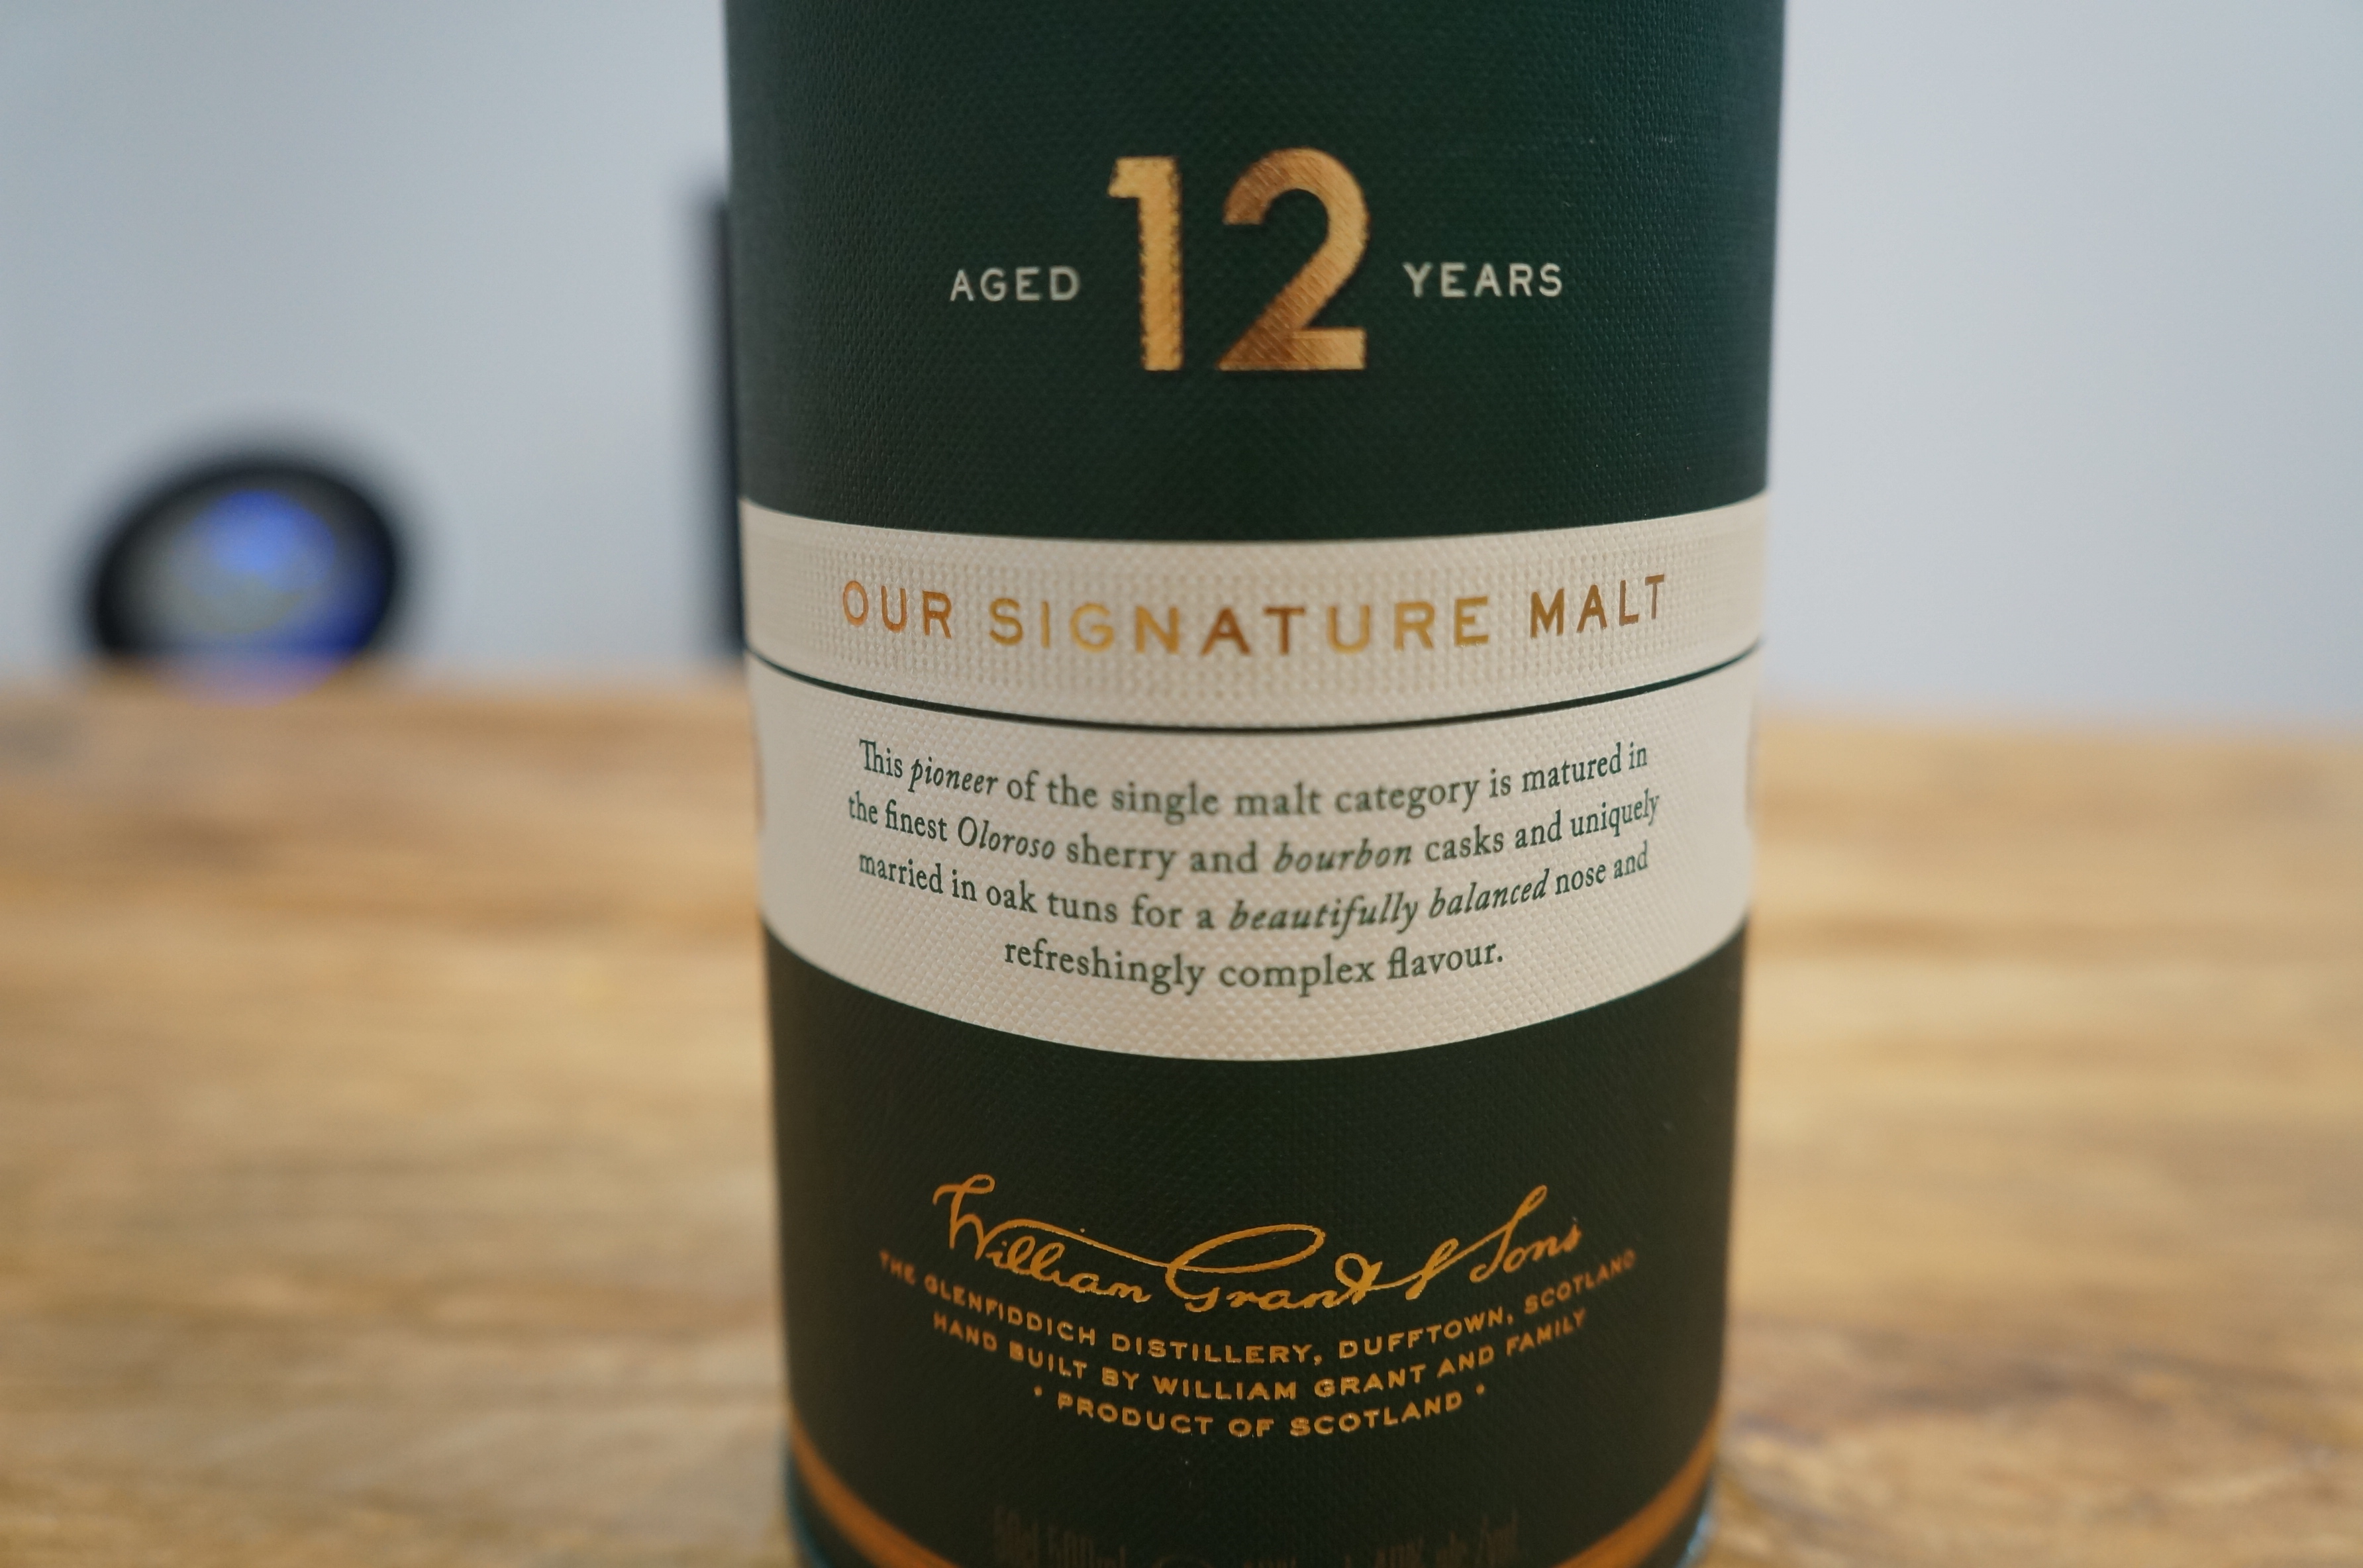 AGED 12 YEARS
OUR SIGNATURE MALT
This pioneer of the single malt category is matured in
the finest Oloroso sherry and bourbon casks and uniquely
married in oak tuns for a beautifully balanced nose and
refreshingly complex flavour.
William Grant & Sons
THE GLENFIDDICH DISTILLERY, DUFFTOWN, SCOTLAND
HAND BUILT BY WILLIAM GRANT AND FAMILY
• PRODUCT OF SCOTLAND •